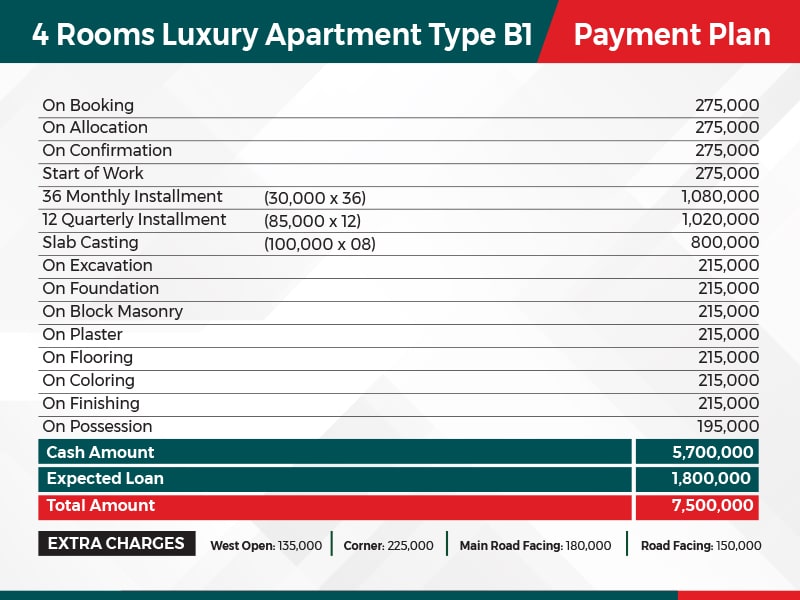 4 Rooms Luxury Apartment Type B1 Payment Plan
On Booking 275,000
On Allocation 275,000
On Confirmation 275,000
Start of Work 275,000
36 Monthly Installment (30,000 x 36) 1,080,000
12 Quarterly Installment (85,000 x 12) 1,020,000
Slab Casting (100,000 x 08) 800,000
On Excavation 215,000
On Foundation 215,000
On Block Masonry 215,000
On Plaster 215,000
On Flooring 215,000
On Coloring 215,000
On Finishing 215,000
On Possession 195,000
Cash Amount 5,700,000
Expected Loan 1,800,000
Total Amount 7,500,000
EXTRA CHARGES West Open: 135,000 Corner: 225,000 Main Road Facing: 180,000 Road Facing: 150,000